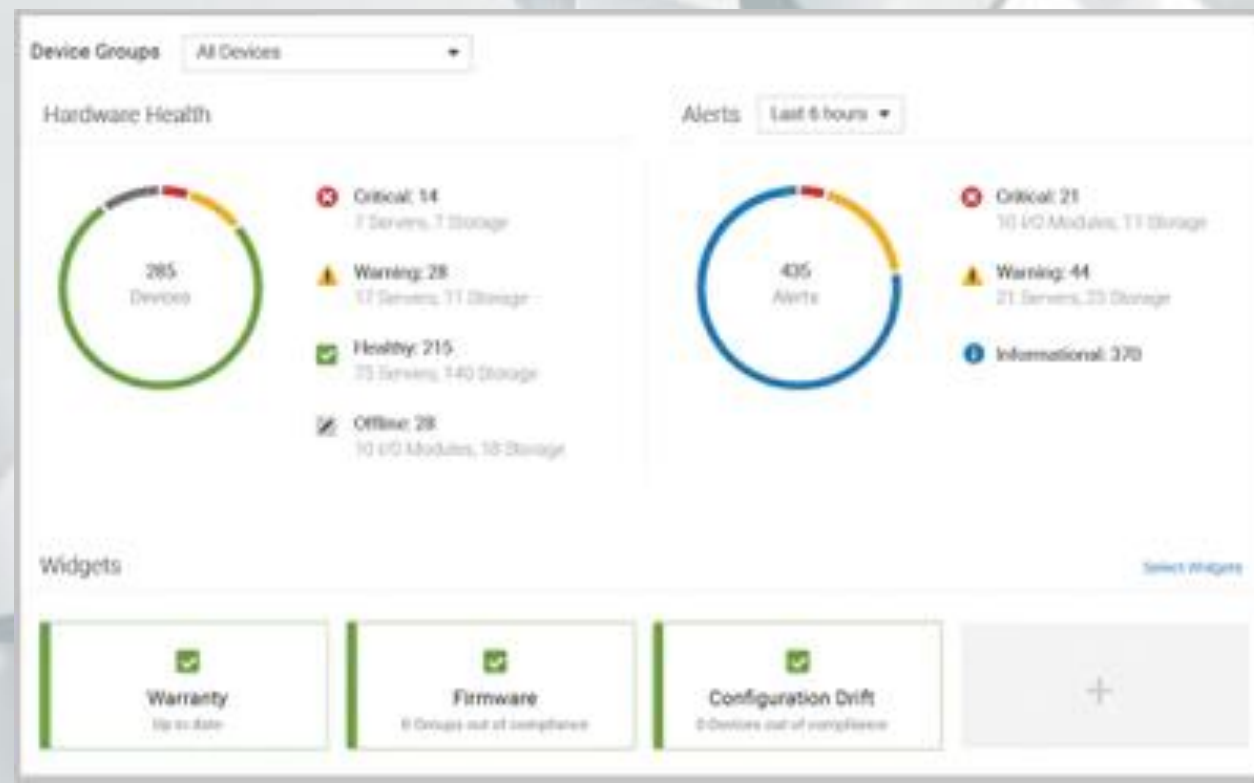 Device Groups All Devices
Hardware Health
285
Devices
Critical: 14
7 Servers, 7 Storage
Warning: 28
17 Servers, 11 Storage
Healthy: 215
75 Servers, 140 Storage
Offline: 28
10 I/O Modules, 18 Storage
Alerts Last 6 hours
435
Alerts
Critical: 21
10 I/O Modules, 11 Storage
Warning: 44
21 Servers, 23 Storage
Informational: 370
Widgets
Select Widgets
Warranty
Up to date
Firmware
0 Groups out of compliance
Configuration Drift
0 Devices out of compliance